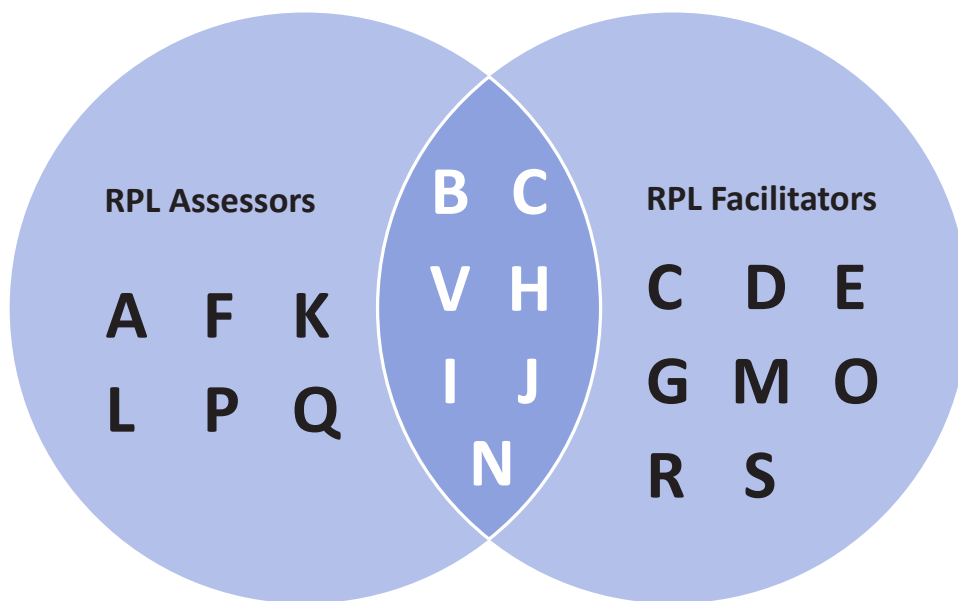 RPL Assessors
A F K
L P Q
B C
V H
I J
N
RPL Facilitators
C D E
G M O
R S